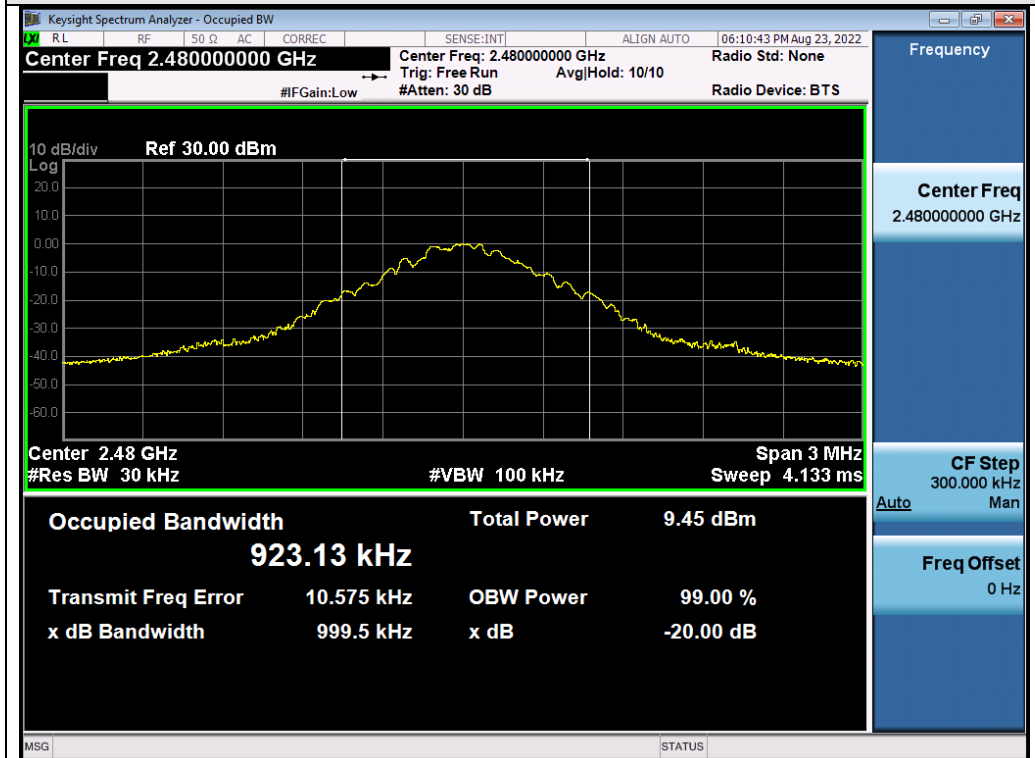 Keysight Spectrum Analyzer - Occupied BW
LXI RL RF 50 Ω AC CORREC SENSE:INT ALIGN AUTO 06:10:43 PM Aug 23, 2022
Center Freq 2.480000000 GHz Center Freq: 2.480000000 GHz Radio Std: None
Trig: Free Run Avg|Hold: 10/10
#IFGain:Low #Atten: 30 dB Radio Device: BTS
Frequency
10 dB/div Ref 30.00 dBm
Log
20.0
10.0
0.00
-10.0
-20.0
-30.0
-40.0
-50.0
-60.0
Center 2.48 GHz Span 3 MHz
#Res BW 30 kHz #VBW 100 kHz Sweep 4.133 ms
Center Freq
2.480000000 GHz
CF Step
300.000 kHz
Auto Man
Freq Offset
0 Hz
Occupied Bandwidth Total Power 9.45 dBm
923.13 kHz
Transmit Freq Error 10.575 kHz OBW Power 99.00 %
x dB Bandwidth 999.5 kHz x dB -20.00 dB
MSG STATUS